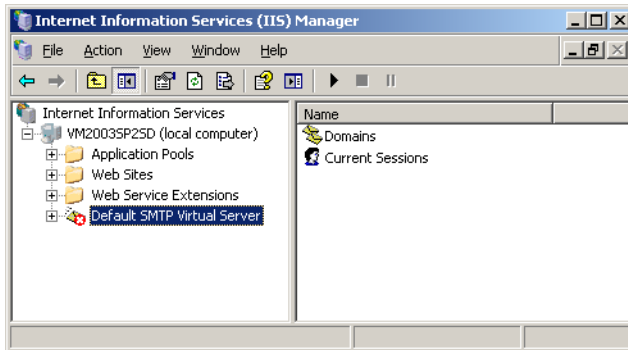 Internet Information Services (IIS) Manager
File Action View Window Help
Internet Information Services
VM2003SP2SD (local computer)
Application Pools
Web Sites
Web Service Extensions
Default SMTP Virtual Server
Name
Domains
Current Sessions